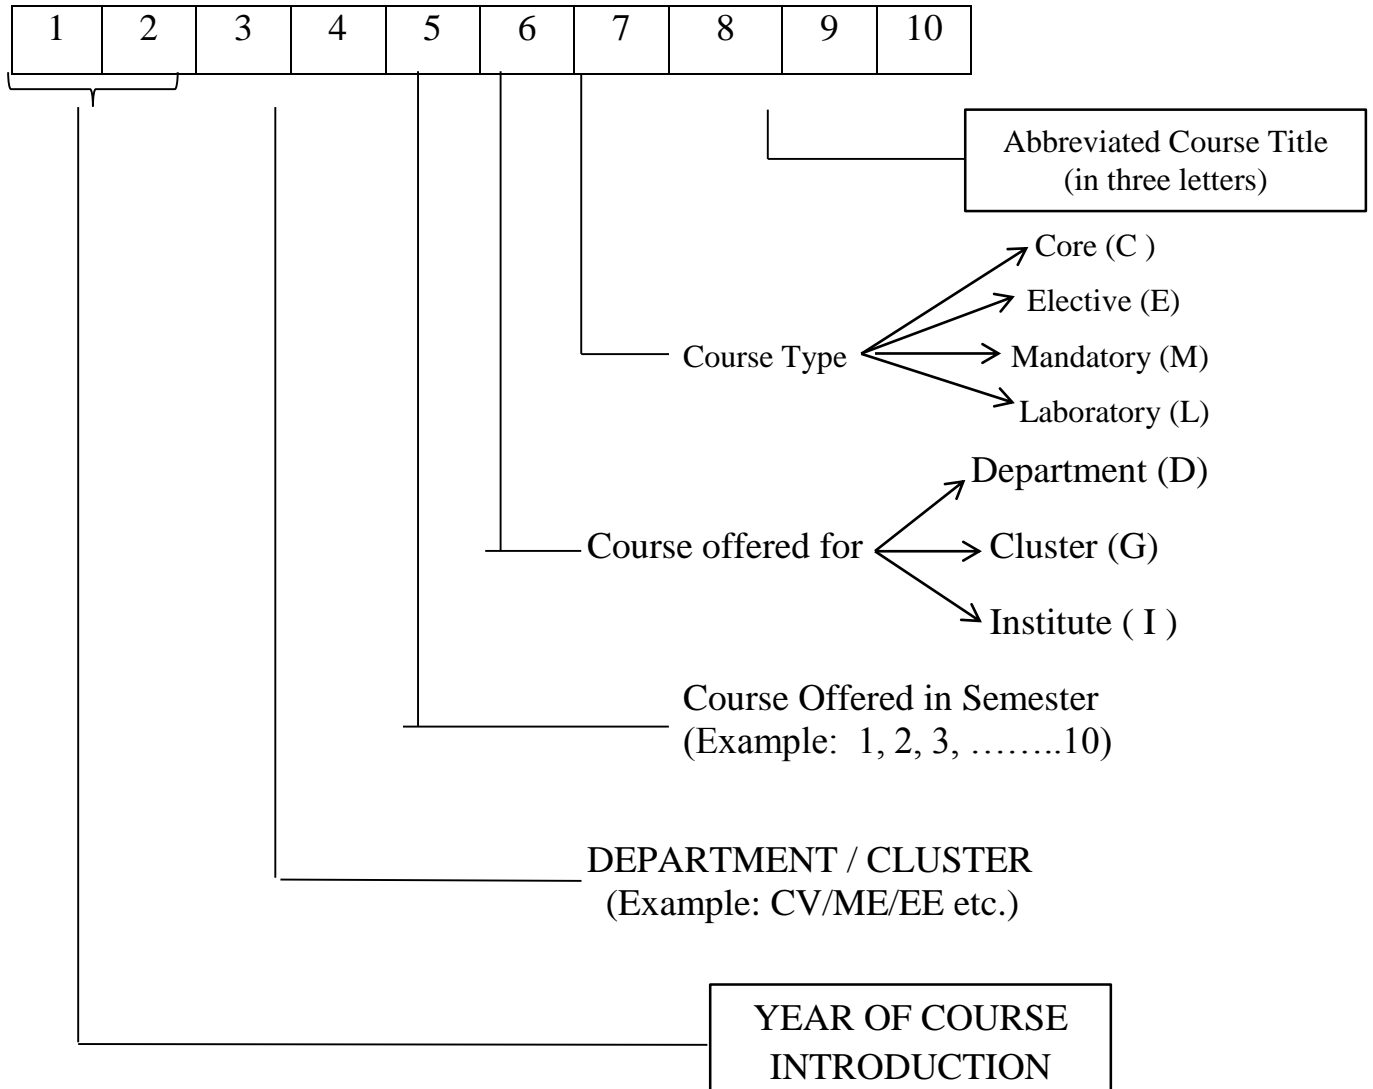 1 2 3 4 5 6 7 8 9 10
Abbreviated Course Title
(in three letters)
Core (C )
Elective (E)
Course Type
Mandatory (M)
Laboratory (L)
Department (D)
Course offered for
Cluster (G)
Institute ( I )
Course Offered in Semester
(Example: 1, 2, 3, ........10)
DEPARTMENT / CLUSTER
(Example: CV/ME/EE etc.)
YEAR OF COURSE
INTRODUCTION